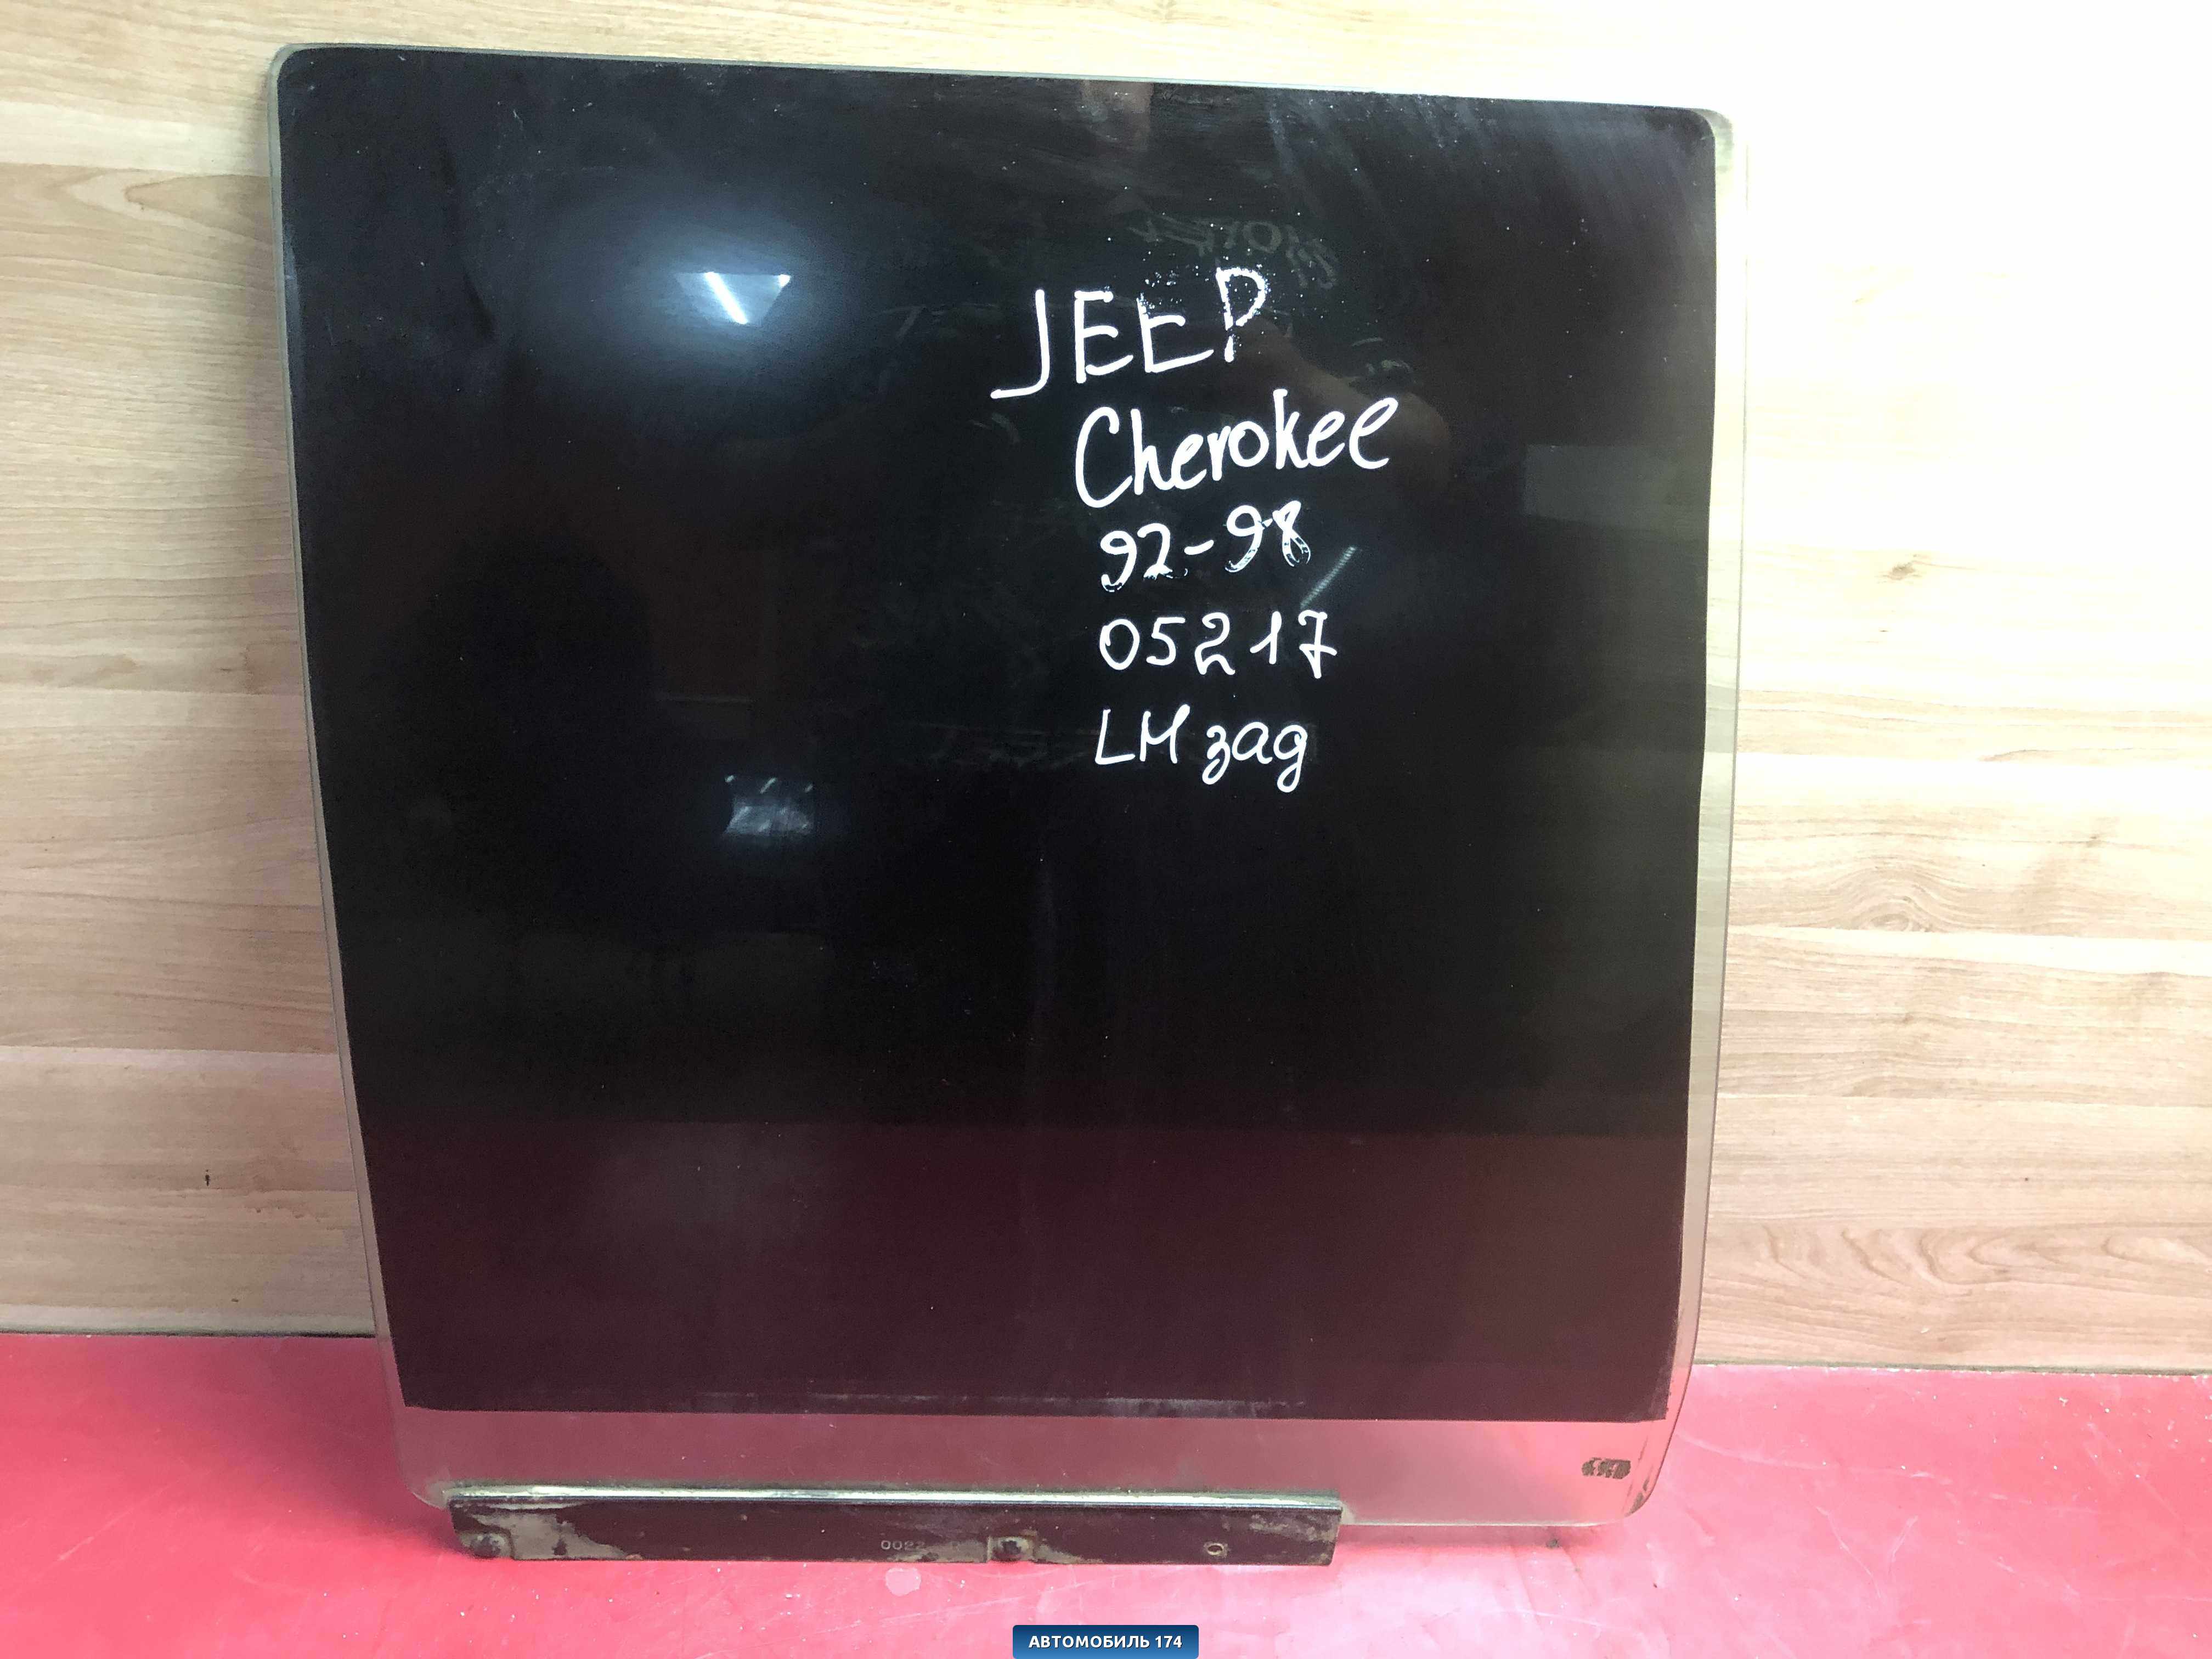 JEEP
Cherokee
92-98
05217
LM зад
АВТОМОБИЛЬ 174